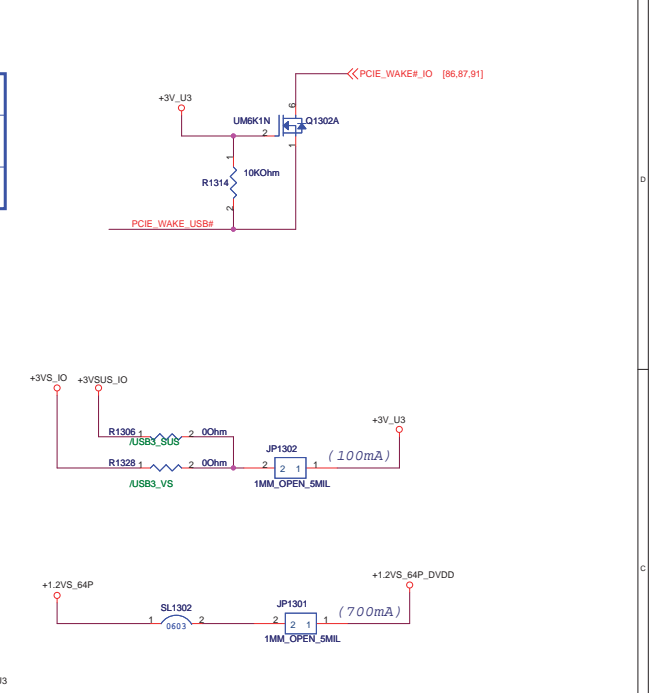 PCIE_WAKE#_IO [86,87,91]
+3V_U3
6
UM6K1N Q1302A
2
1
1
10KOhm
R1314
2
PCIE_WAKE_USB#
D
+3VS_IO +3VSUS_IO
+3V_U3
R1306 1 2 0Ohm
/USB3_SUS
JP1302
(100mA)
R1328 1 2 0Ohm 2 2 1 1
/USB3_VS 1MM_OPEN_5MIL
C
+1.2VS_64P +1.2VS_64P_DVDD
SL1302 JP1301 (700mA)
1 0603 2 2 2 1 1
1MM_OPEN_5MIL